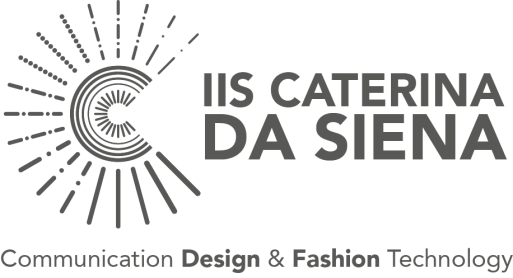 IIS CATERINA
DA SIENA
Communication Design & Fashion Technology